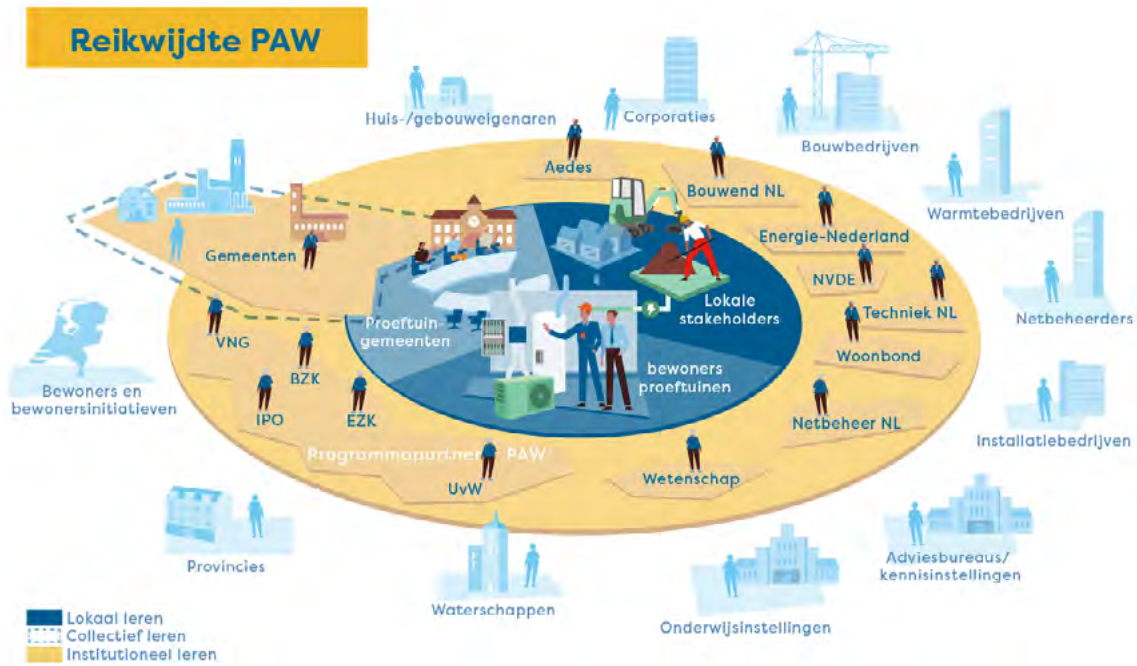 Reikwijdte PAW
Huis-/gebouweigenaren
Corporaties
Bouwbedrijven
Aedes
Bouwend NL
Warmtebedrijven
Energie-Nederland
Gemeenten
NVDE
Lokale
stakeholders
Techniek NL
Netbeheerders
Proeftuin-
gemeenten
VNG
Woonbond
BZK
bewoners
proeftuinen
Bewoners en
bewonersinitiatieven
IPO
EZK
Netbeheer NL
Installatiebedrijven
Programmapartner PAW
UvW
Wetenschap
Provincies
Adviesbureaus/
kennisinstellingen
Waterschappen
Onderwijsinstellingen
Lokaal leren
Collectief leren
Institutioneel leren